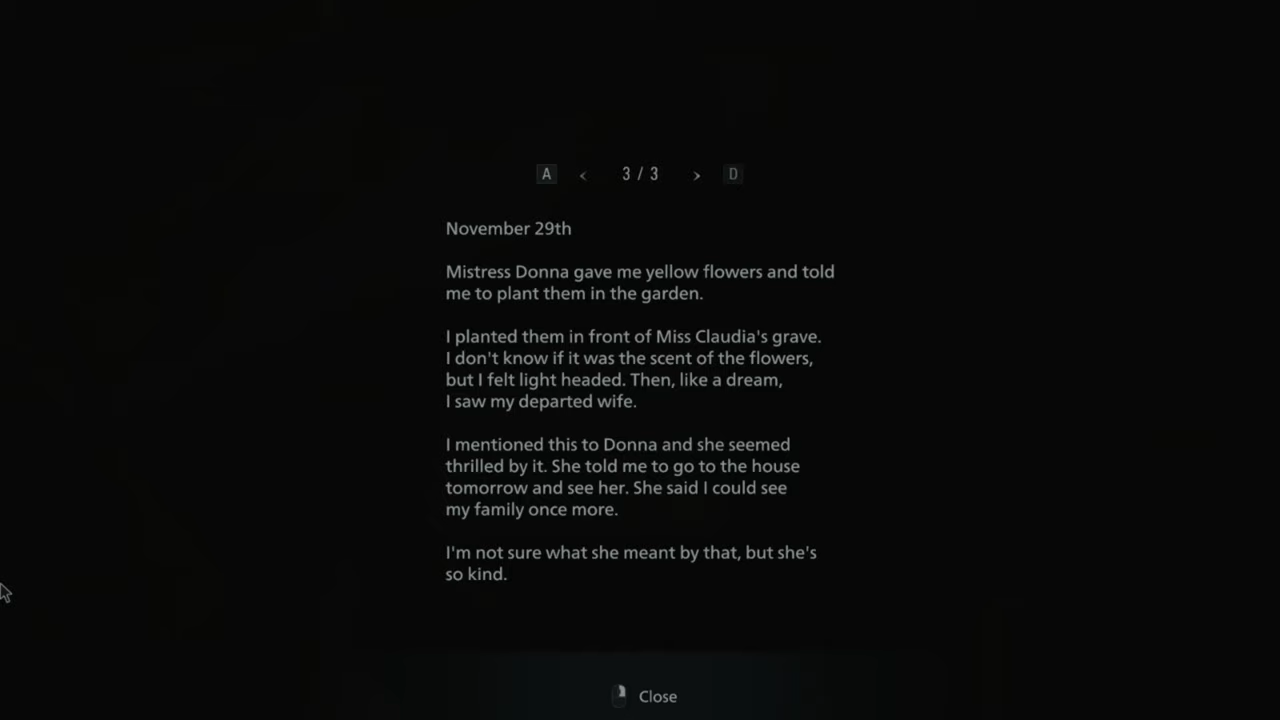 A < 3 / 3 > D
November 29th
Mistress Donna gave me yellow flowers and told
me to plant them in the garden.
I planted them in front of Miss Claudia's grave.
I don't know if it was the scent of the flowers,
but I felt light headed. Then, like a dream,
I saw my departed wife.
I mentioned this to Donna and she seemed
thrilled by it. She told me to go to the house
tomorrow and see her. She said I could see
my family once more.
I'm not sure what she meant by that, but she's
so kind.
Close